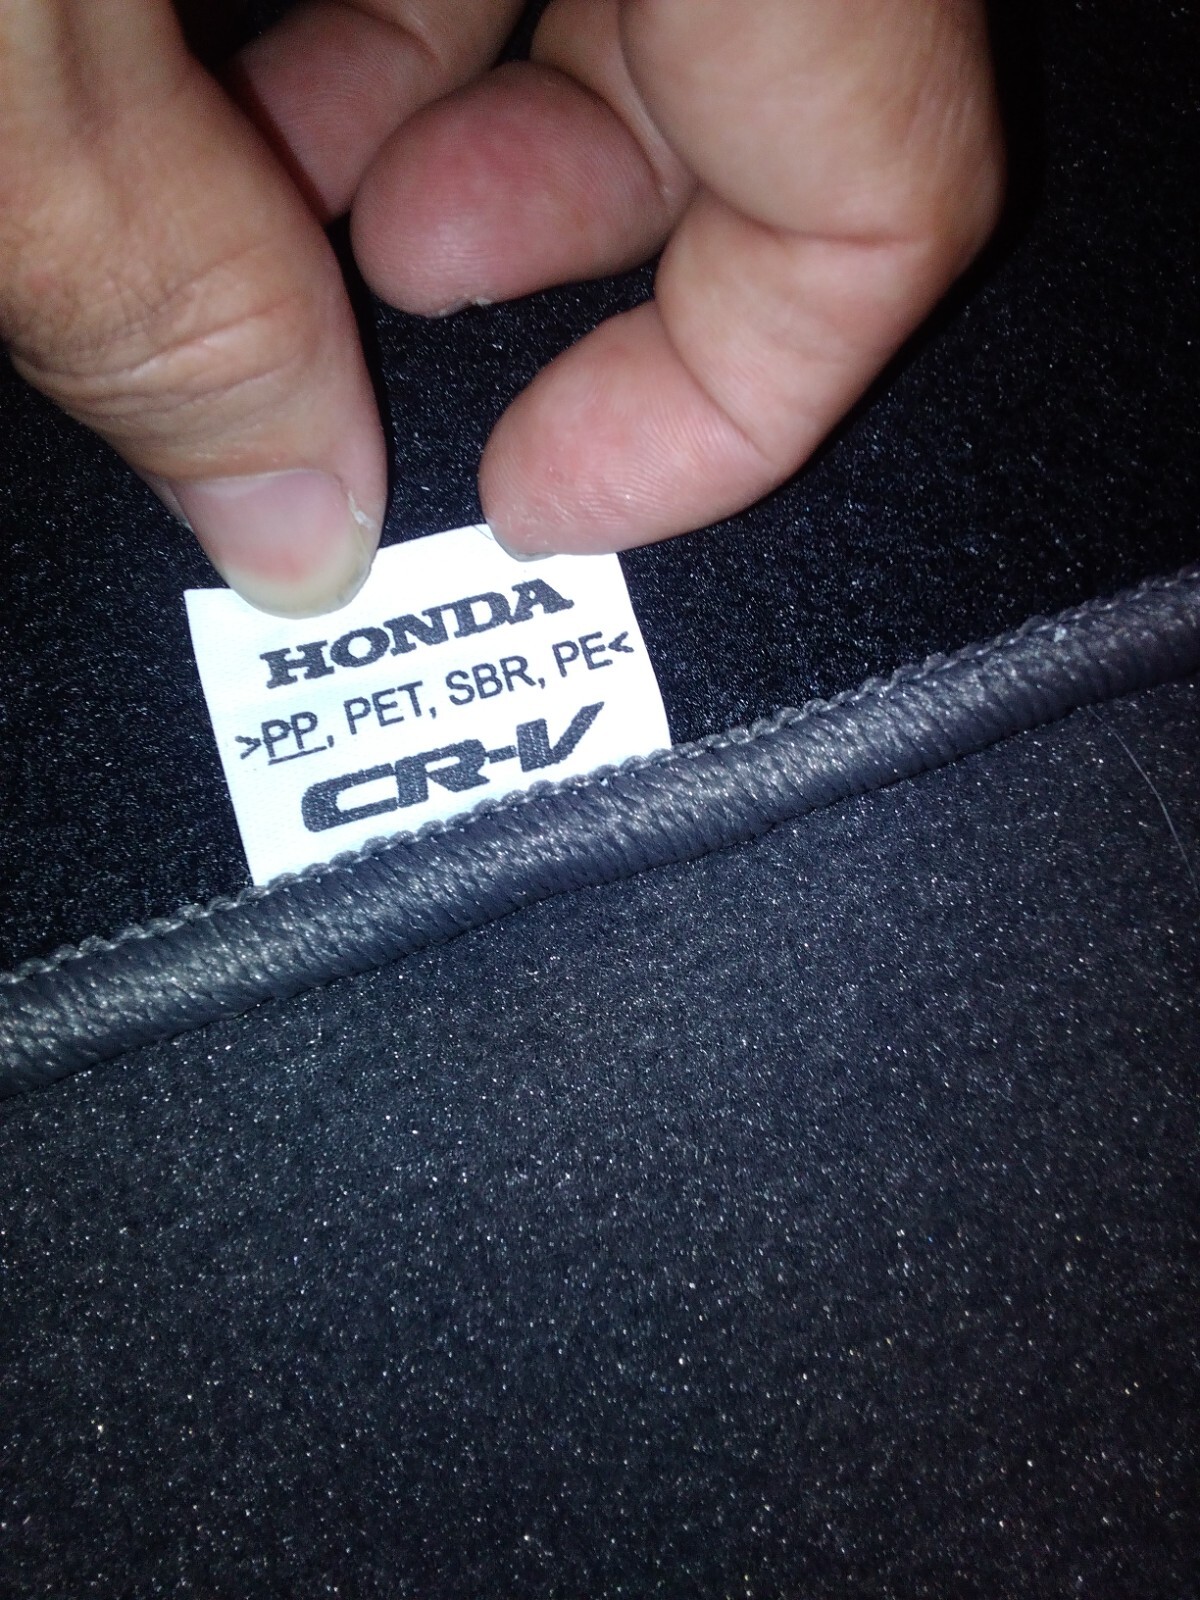 HONDA
>PP, PET, SBR, PE<
CR-V